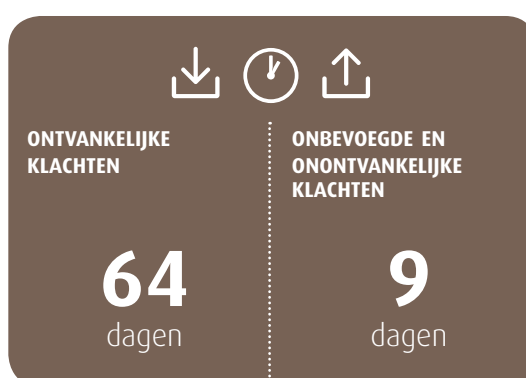 ONTVANKELIJKE
KLACHTEN
64
dagen
ONBEVOEGDE EN
ONONTVANKELIJKE
KLACHTEN
9
dagen